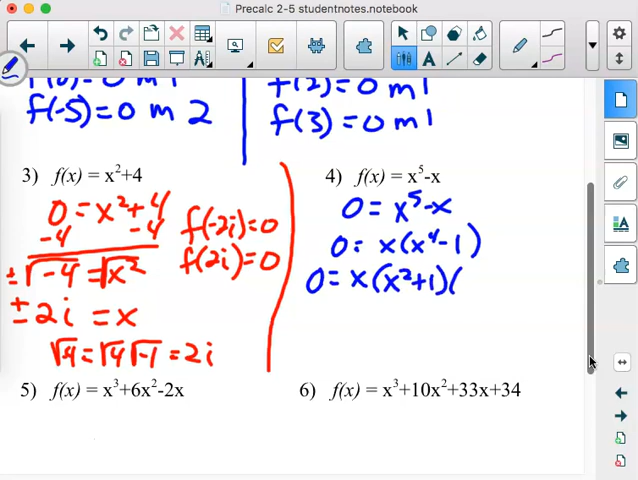 Precalc 2-5 studentnotes.notebook
f(-5) = 0 m 2
f(2) = 0 m 1
f(3) = 0 m 1
3) f(x) = x²+4
0 = x²+4
-4 -4
±√-4 = √x²
±2i = x
√-4 = √4 √-1 = 2i
f(-2i) = 0
f(2i) = 0
4) f(x) = x⁵-x
0 = x⁵-x
0 = x(x⁴-1)
0 = x(x²+1)(
5) f(x) = x³+6x²-2x
6) f(x) = x³+10x²+33x+34